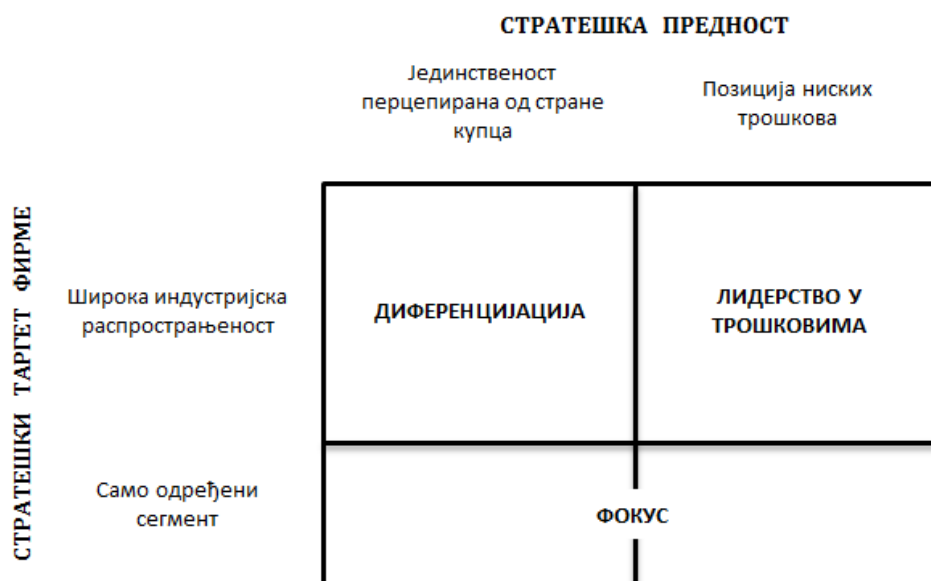 СТРАТЕШКА ПРЕДНОСТ
Јединственост
перцепирана од стране
купца
Позиција ниских
трошкова
СТРАТЕШКИ ТАРГЕТ ФИРМЕ
Широка индустријска
распрострањеност
ДИФЕРЕНЦИЈАЦИЈА
ЛИДЕРСТВО У
ТРОШКОВИМА
Само одређени
сегмент
ФОКУС